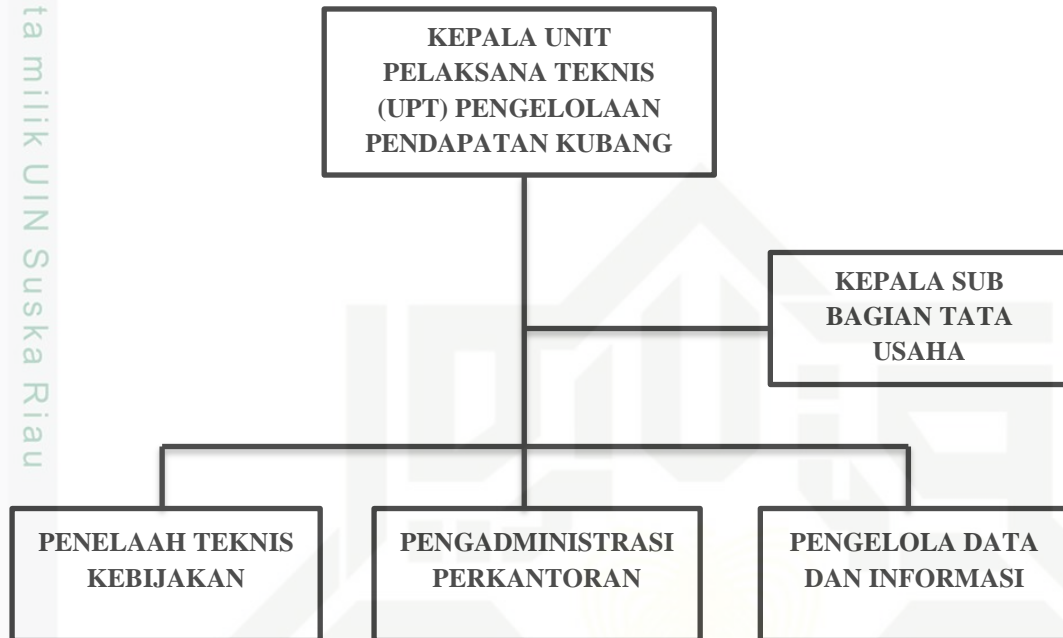 KEPALA UNIT
PELAKSANA TEKNIS
(UPT) PENGELOLAAN
PENDAPATAN KUBANG
KEPALA SUB
BAGIAN TATA
USAHA
PENELAAH TEKNIS
KEBIJAKAN
PENGADMINISTRASI
PERKANTORAN
PENGELOLA DATA
DAN INFORMASI
ta milik UIN Suska Riau